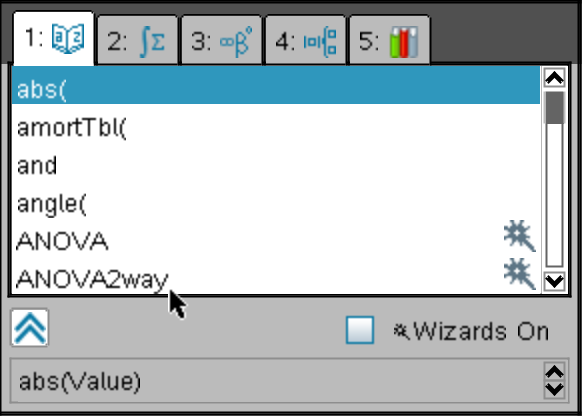 1: 2: ∫Σ 3: ∞β° 4: 5:
abs(
amortTbl(
and
angle(
ANOVA
ANOVA2way
Wizards On
abs(Value)